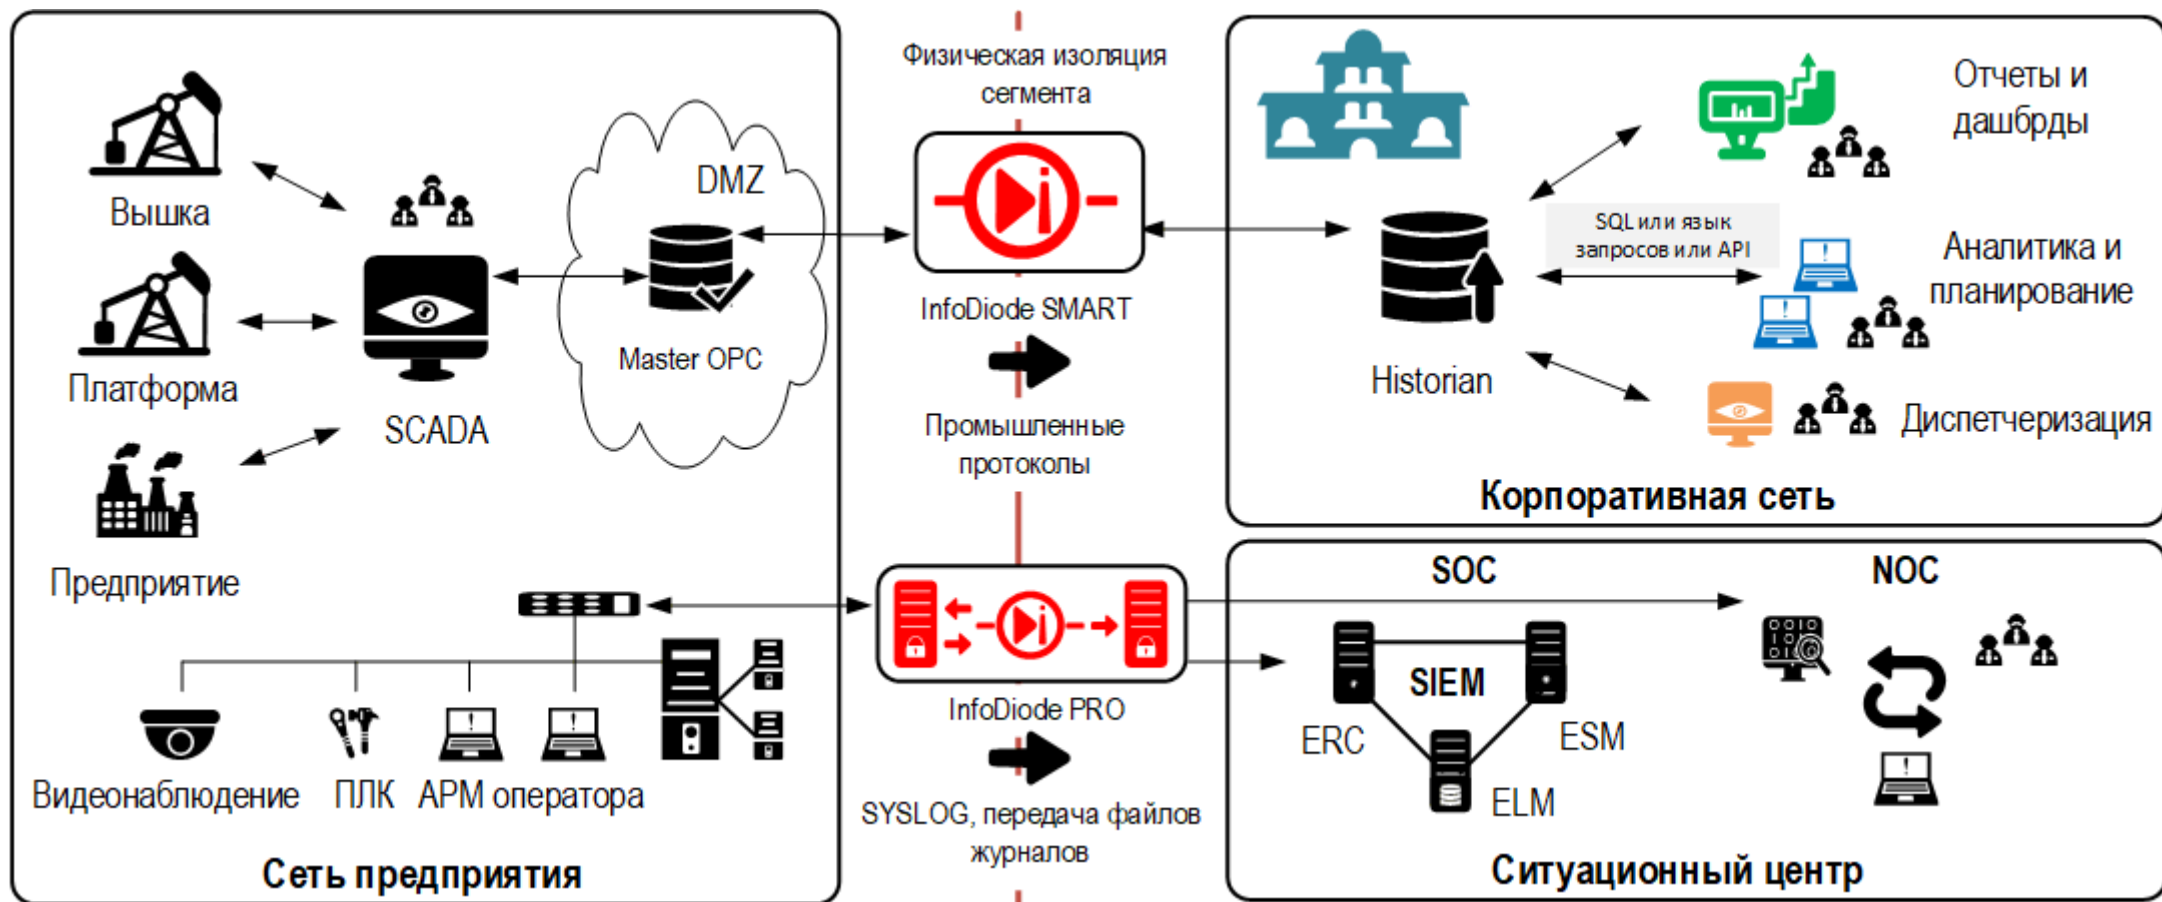 Физическая изоляция
сегмента
Отчеты и
дашбрды
DMZ
Вышка
SQL или язык
запросов или API
Аналитика и
планирование
InfoDiode SMART
Master OPC
Платформа
Historian
SCADA
Промышленные
протоколы
Диспетчеризация
Корпоративная сеть
Предприятие
SOC
NOC
SIEM
InfoDiode PRO
ERC
ESM
Видеонаблюдение
ПЛК
АРМ оператора
ELM
SYSLOG, передача файлов
журналов
Сеть предприятия
Ситуационный центр